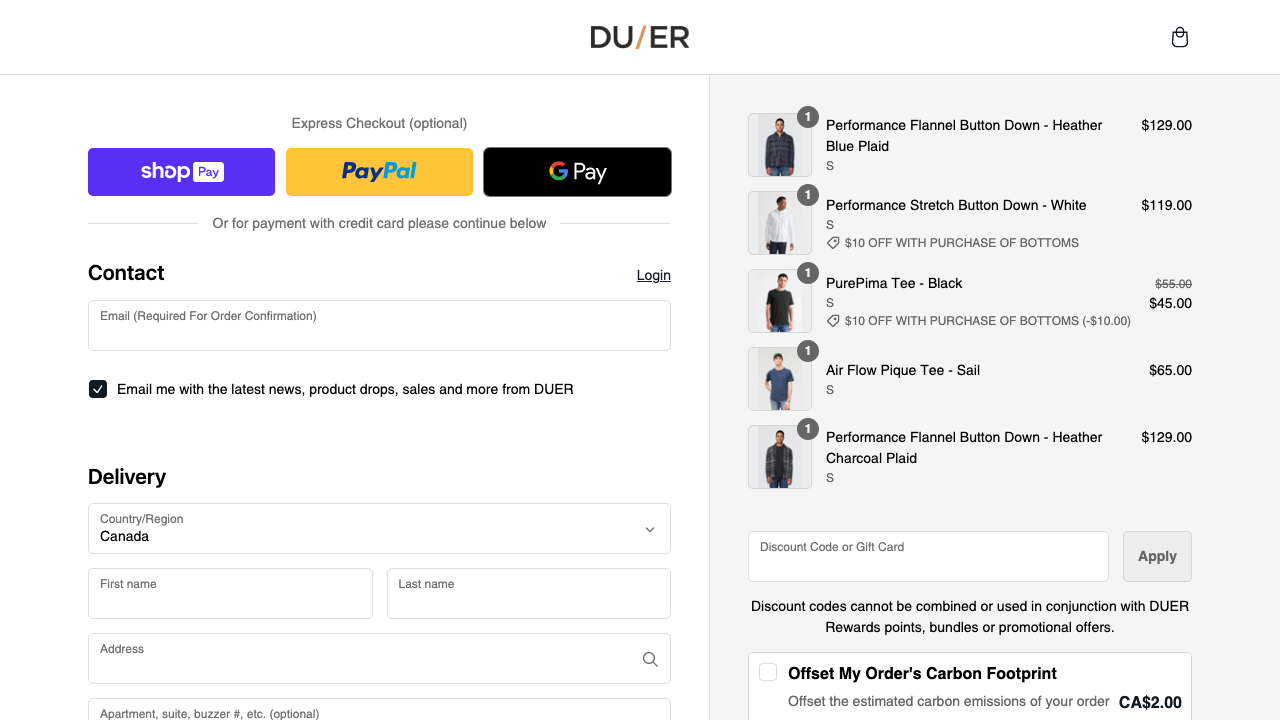 DU/ER
Express Checkout (optional)
shop Pay
PayPal
G Pay
Or for payment with credit card please continue below
Contact
Login
Email (Required For Order Confirmation)
Email me with the latest news, product drops, sales and more from DUER
Delivery
Country/Region
Canada
First name
Last name
Address
Apartment, suite, buzzer #, etc. (optional)
1
Performance Flannel Button Down - Heather
Blue Plaid
$129.00
S
1
Performance Stretch Button Down - White
$119.00
S
$10 OFF WITH PURCHASE OF BOTTOMS
1
PurePima Tee - Black
$55.00
S
$45.00
$10 OFF WITH PURCHASE OF BOTTOMS (-$10.00)
1
Air Flow Pique Tee - Sail
$65.00
S
1
Performance Flannel Button Down - Heather
Charcoal Plaid
$129.00
S
Discount Code or Gift Card
Apply
Discount codes cannot be combined or used in conjunction with DUER
Rewards points, bundles or promotional offers.
Offset My Order's Carbon Footprint
Offset the estimated carbon emissions of your order
CA$2.00